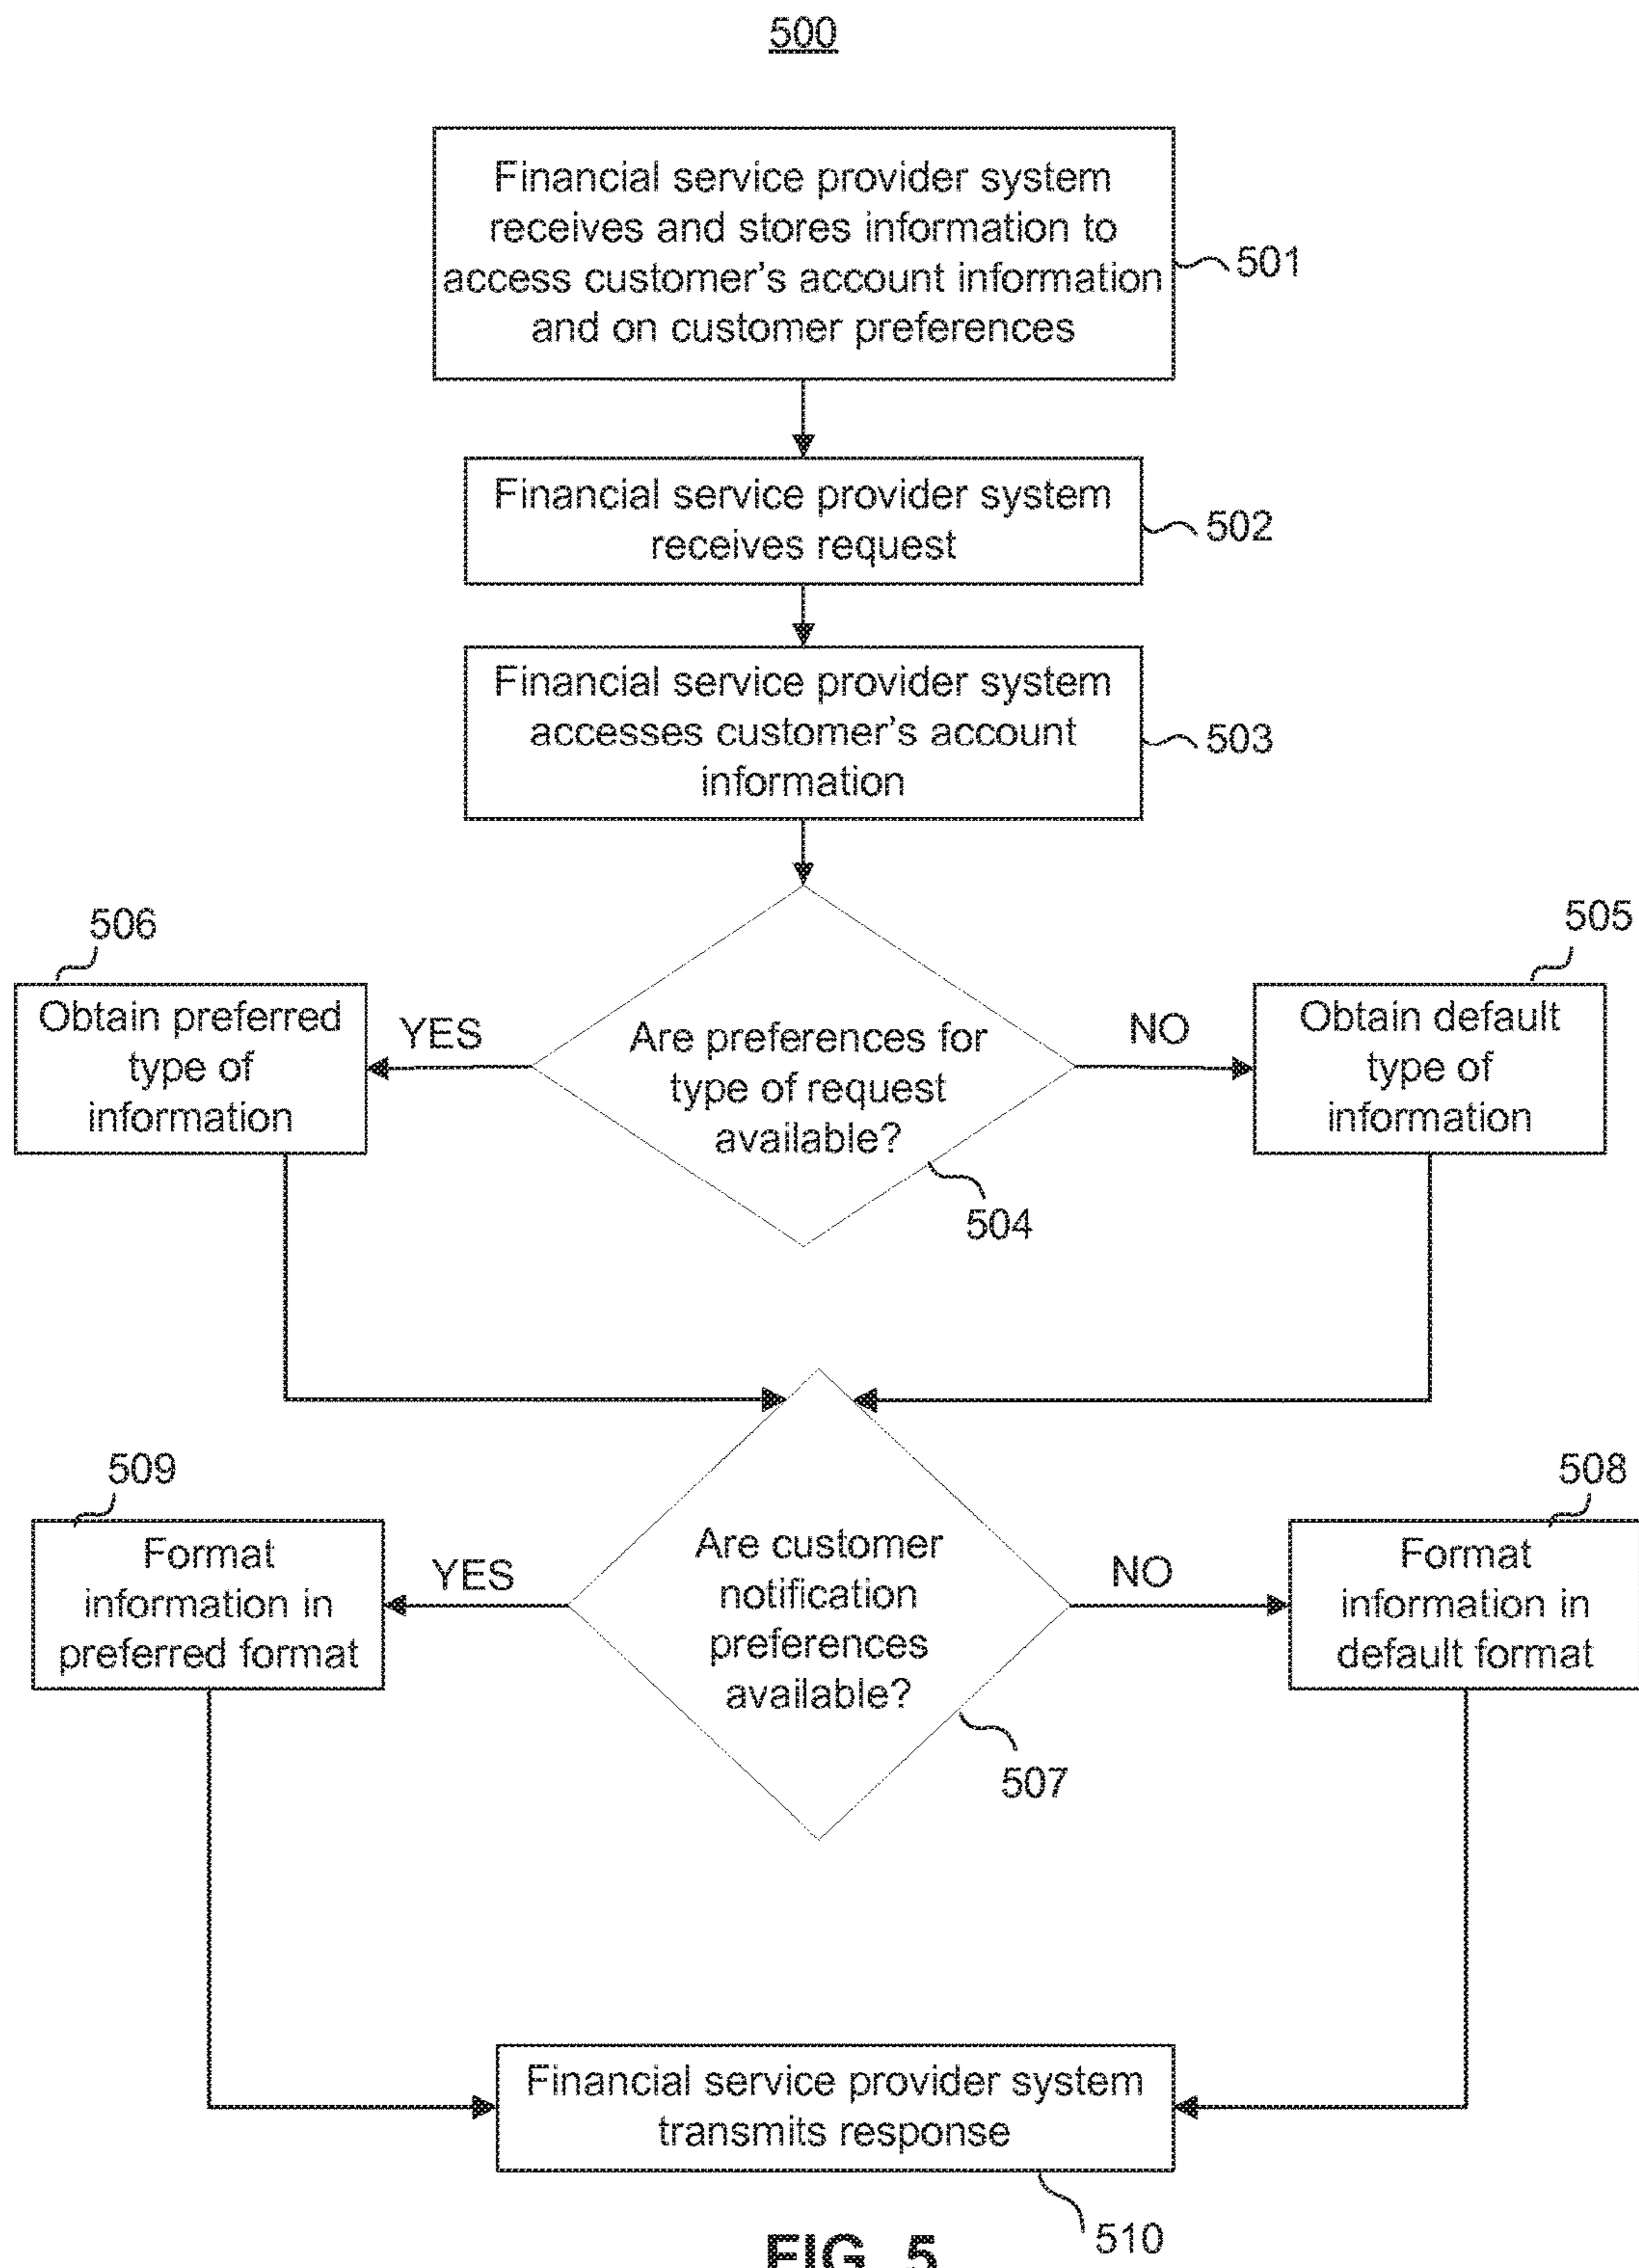 500
Financial service provider system
receives and stores information to
access customer's account information
and on customer preferences
501
Financial service provider system
receives request
502
Financial service provider system
accesses customer's account
information
503
506
505
Obtain preferred
type of
information
YES
Are preferences for
type of request
available?
NO
Obtain default
type of
information
504
509
508
Format
information in
preferred format
YES
Are customer
notification
preferences
available?
NO
Format
information in
default format
507
Financial service provider system
transmits response
510
FIG. 5